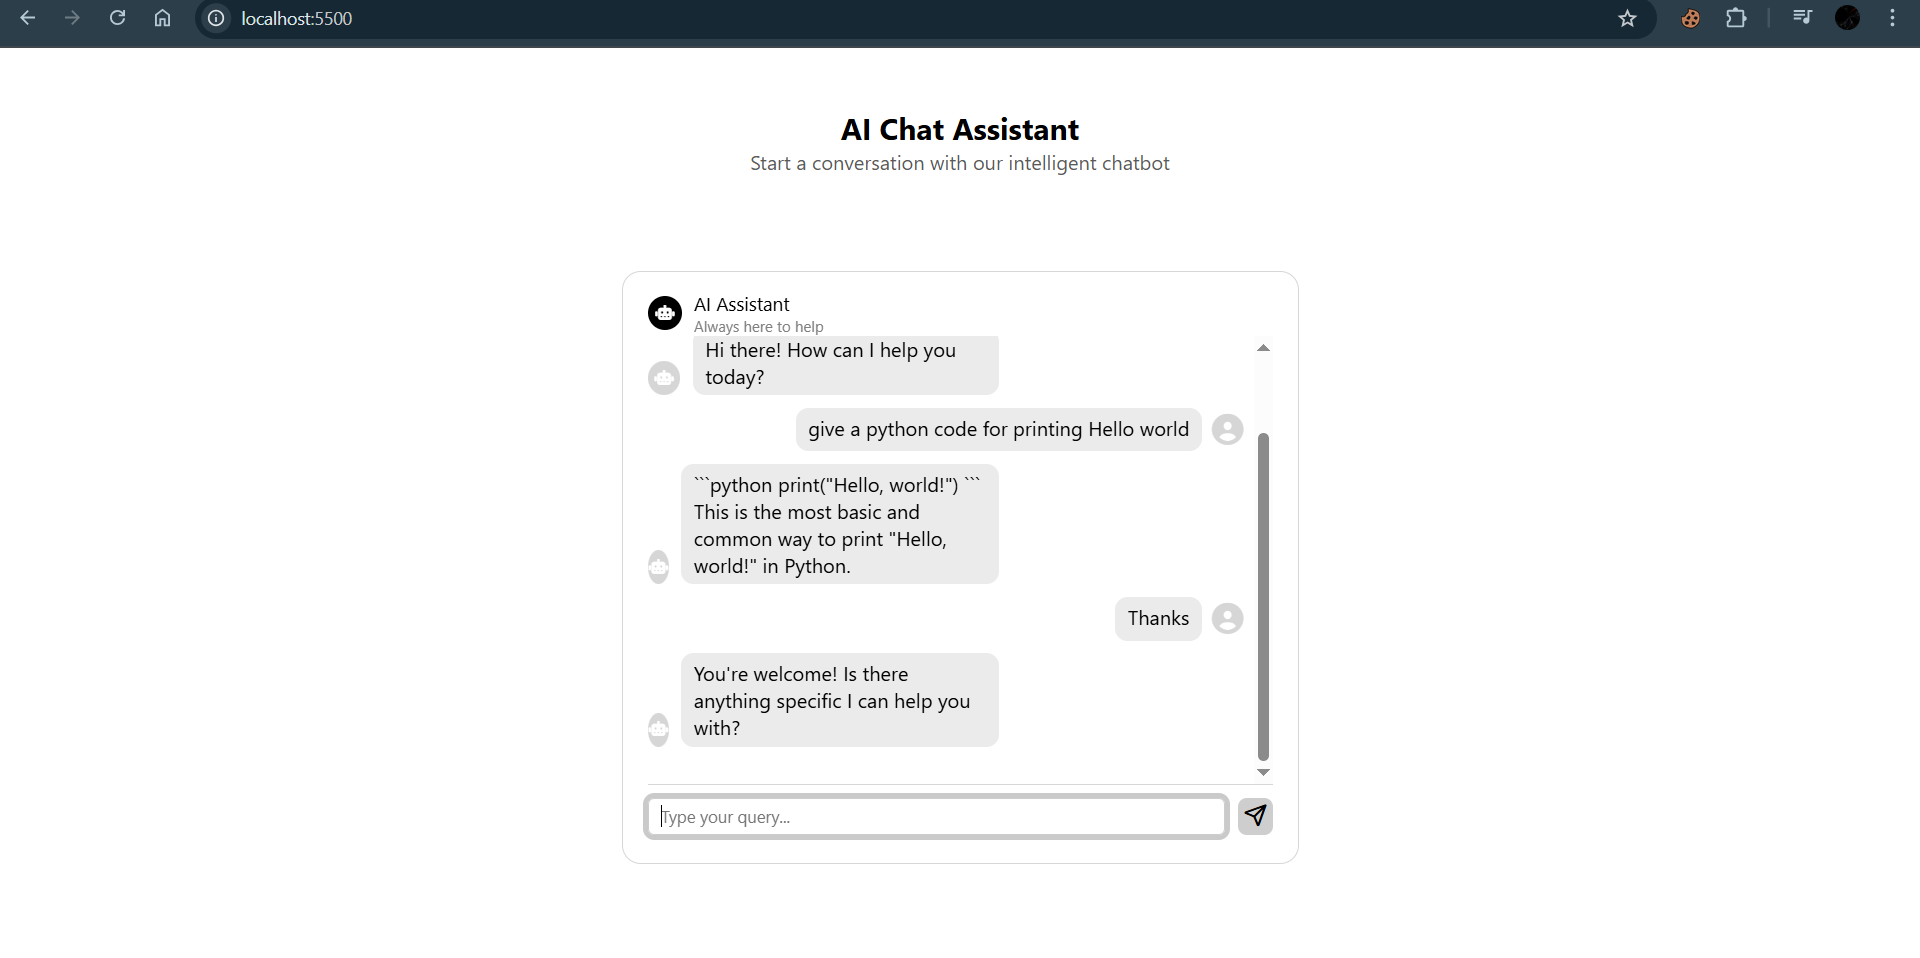 localhost:5500
AI Chat Assistant
Start a conversation with our intelligent chatbot
AI Assistant
Always here to help
Hi there! How can I help you
today?
give a python code for printing Hello world
```python print("Hello, world!") ```
This is the most basic and
common way to print "Hello,
world!" in Python.
Thanks
You're welcome! Is there
anything specific I can help you
with?
Type your query...